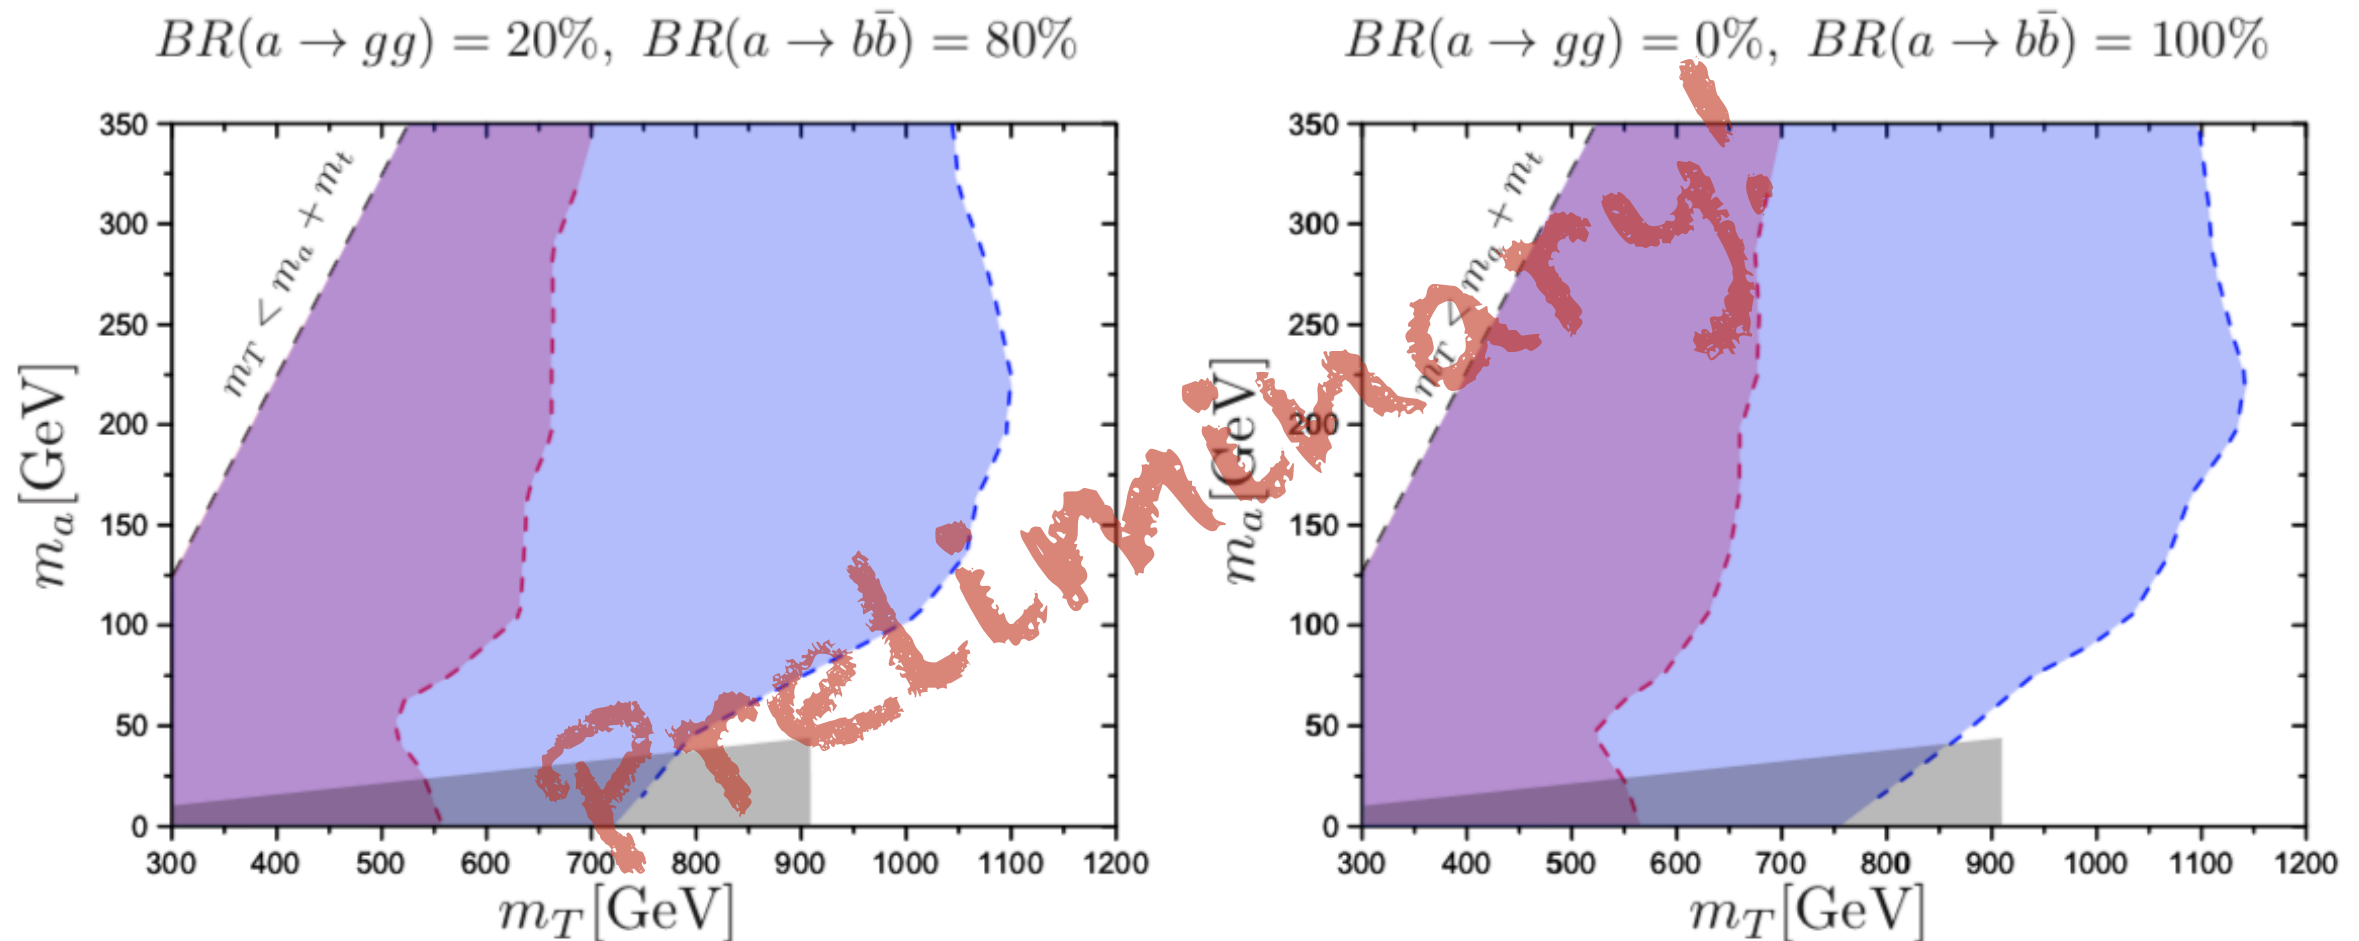 BR(a → gg) = 20%, BR(a → bb̄) = 80%
350
300
250
200
150
100
50
0
m_a [GeV]
m_T < m_a + m_t
300 400 500 600 700 800 900 1000 1100 1200
m_T [GeV]
BR(a → gg) = 0%, BR(a → bb̄) = 100%
350
300
250
200
150
100
50
0
m_a [GeV]
m_T < m_a + m_t
300 400 500 600 700 800 900 1000 1100 1200
m_T [GeV]
Preliminary!